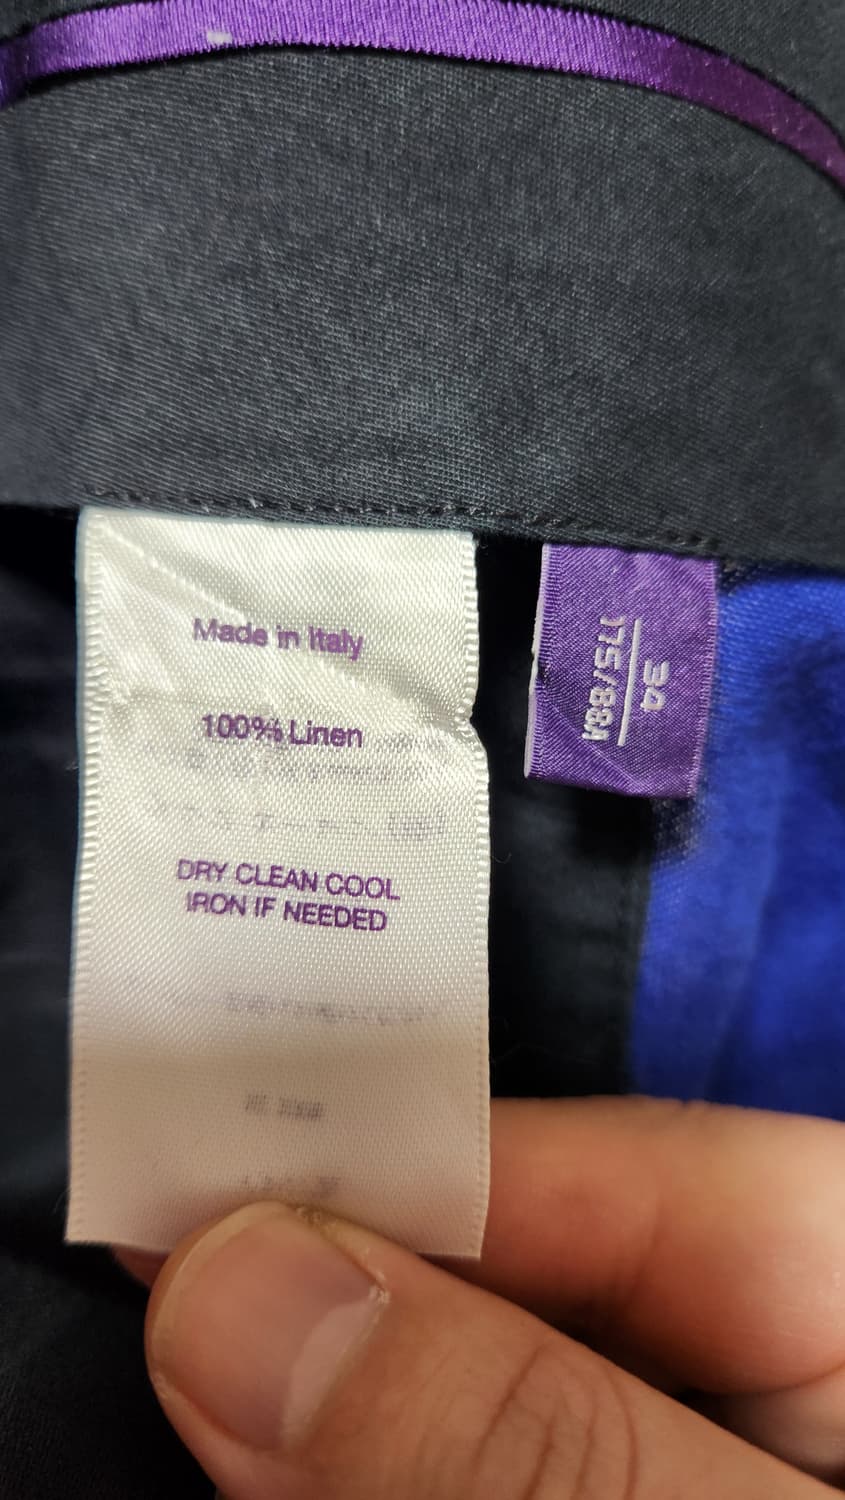 Made in Italy
100% Linen
DRY CLEAN COOL
IRON IF NEEDED
34
175/88A